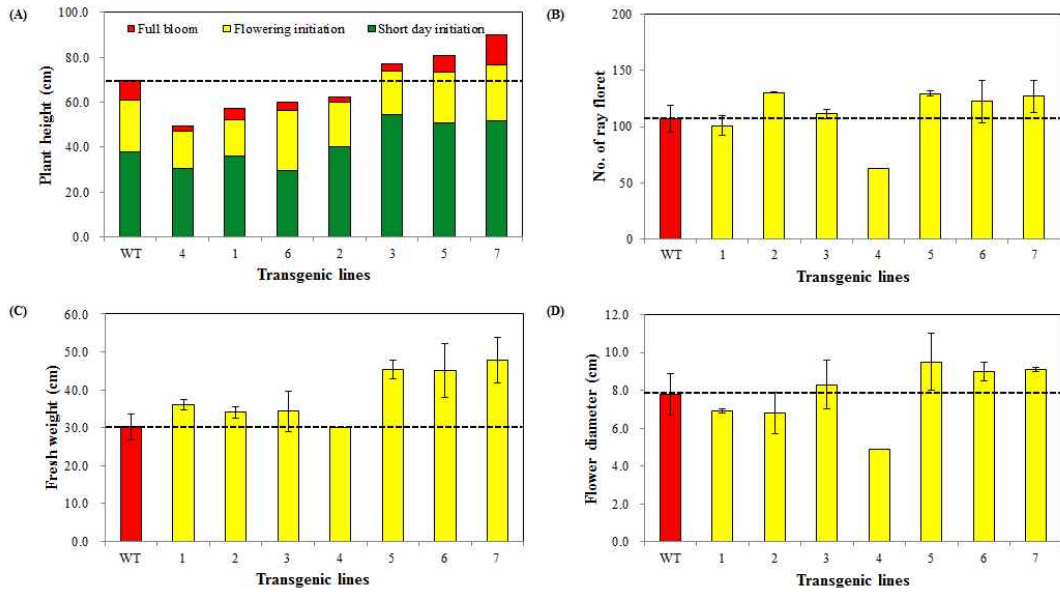 (A)
100.0
80.0
60.0
40.0
20.0
0.0
Plant height (cm)
Full bloom Flowering initiation Short day initiation
WT 4 1 6 2 3 5 7
Transgenic lines
(B)
200
150
100
50
0
No. of ray floret
WT 1 2 3 4 5 6 7
Transgenic lines
(C)
60.0
50.0
40.0
30.0
20.0
10.0
0.0
Fresh weight (cm)
WT 1 2 3 4 5 6 7
Transgenic lines
(D)
12.0
10.0
8.0
6.0
4.0
2.0
0.0
Flower diameter (cm)
WT 1 2 3 4 5 6 7
Transgenic lines